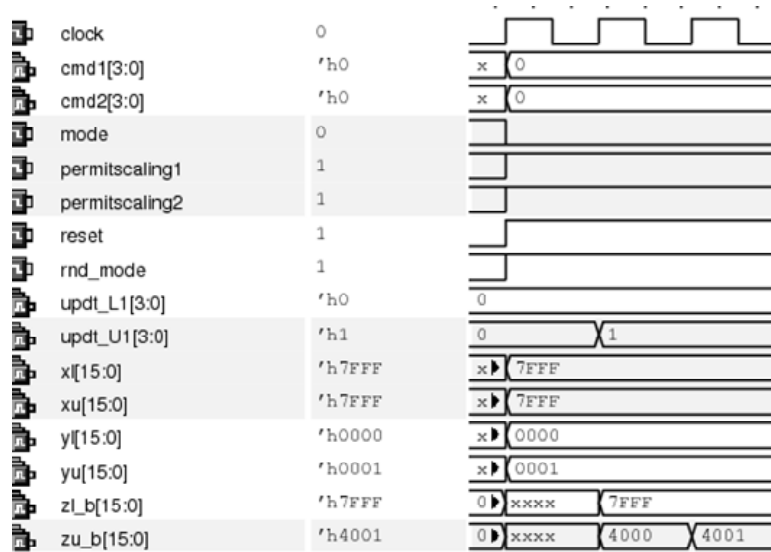 clock 0
cmd1[3:0] 'h0 x 0
cmd2[3:0] 'h0 x 0
mode 0
permitscaling1 1
permitscaling2 1
reset 1
rnd_mode 1
updt_L1[3:0] 'h0 0
updt_U1[3:0] 'h1 0 1
xl[15:0] 'h7FFF x 7FFF
xu[15:0] 'h7FFF x 7FFF
yl[15:0] 'h0000 x 0000
yu[15:0] 'h0001 x 0001
zl_b[15:0] 'h7FFF 0 xxxx 7FFF
zu_b[15:0] 'h4001 0 xxxx 4000 4001